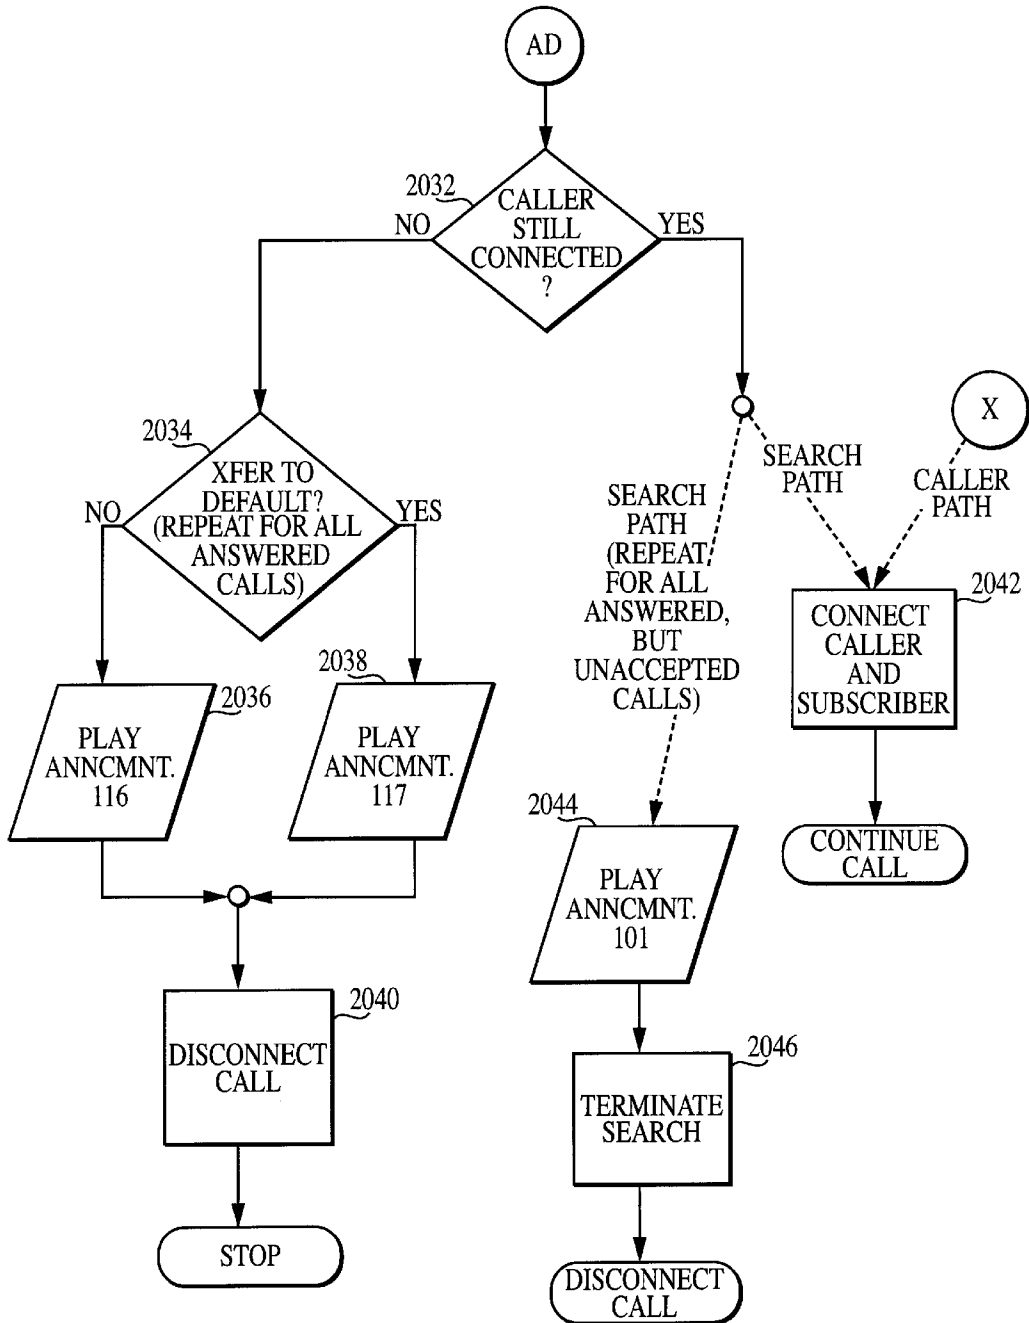 AD
2032
CALLER
STILL
CONNECTED
?
NO
YES
2034
XFER TO
DEFAULT?
(REPEAT FOR ALL
ANSWERED
CALLS)
NO
YES
X
SEARCH
PATH
CALLER
PATH
SEARCH
PATH
(REPEAT
FOR ALL
ANSWERED,
BUT
UNACCEPTED
CALLS)
2042
CONNECT
CALLER
AND
SUBSCRIBER
2036
PLAY
ANNCMNT.
116
2038
PLAY
ANNCMNT.
117
2044
PLAY
ANNCMNT.
101
CONTINUE
CALL
2040
DISCONNECT
CALL
2046
TERMINATE
SEARCH
STOP
DISCONNECT
CALL